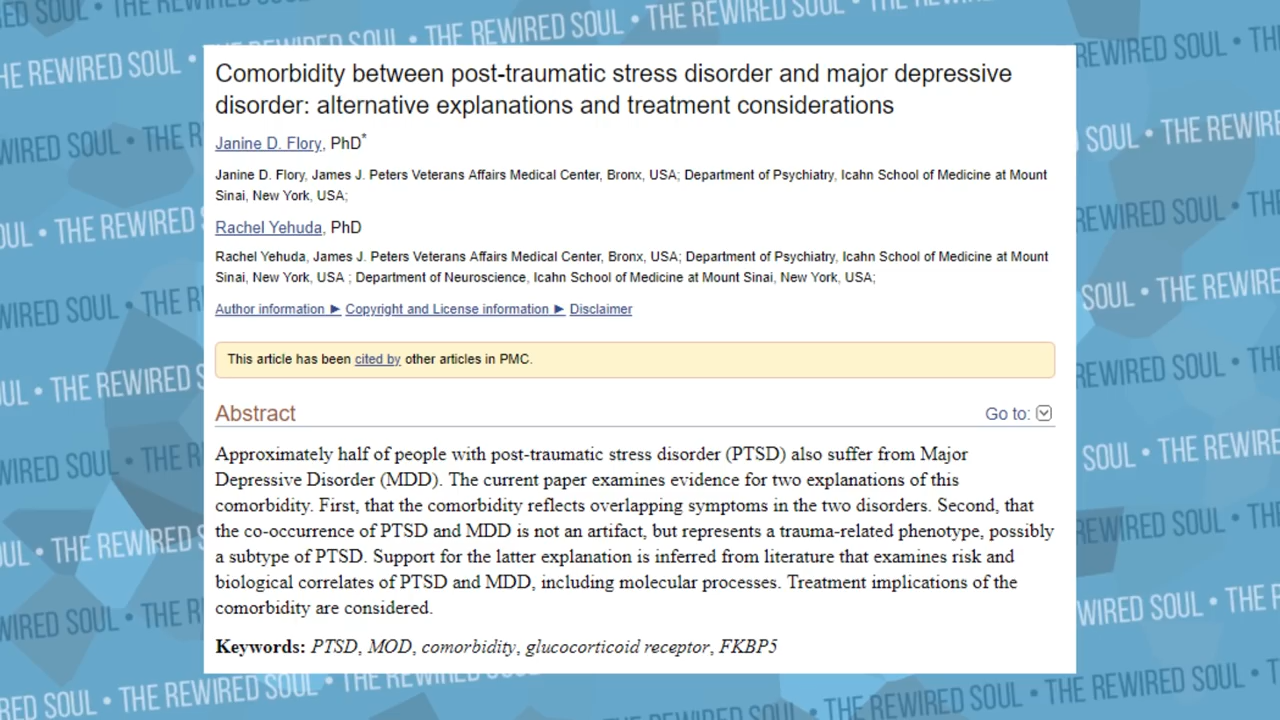 Comorbidity between post-traumatic stress disorder and major depressive
disorder: alternative explanations and treatment considerations
Janine D. Flory, PhD*
Janine D. Flory, James J. Peters Veterans Affairs Medical Center, Bronx, USA; Department of Psychiatry, Icahn School of Medicine at Mount
Sinai, New York, USA;
Rachel Yehuda, PhD
Rachel Yehuda, James J. Peters Veterans Affairs Medical Center, Bronx, USA; Department of Psychiatry, Icahn School of Medicine at Mount
Sinai, New York, USA ; Department of Neuroscience, Icahn School of Medicine at Mount Sinai, New York, USA;
Author information ► Copyright and License information ► Disclaimer
This article has been cited by other articles in PMC.
Abstract Go to:
Approximately half of people with post-traumatic stress disorder (PTSD) also suffer from Major
Depressive Disorder (MDD). The current paper examines evidence for two explanations of this
comorbidity. First, that the comorbidity reflects overlapping symptoms in the two disorders. Second, that
the co-occurrence of PTSD and MDD is not an artifact, but represents a trauma-related phenotype, possibly
a subtype of PTSD. Support for the latter explanation is inferred from literature that examines risk and
biological correlates of PTSD and MDD, including molecular processes. Treatment implications of the
comorbidity are considered.
Keywords: PTSD, MOD, comorbidity, glucocorticoid receptor, FKBP5
THE REWIRED SOUL • THE REWIRED SOUL